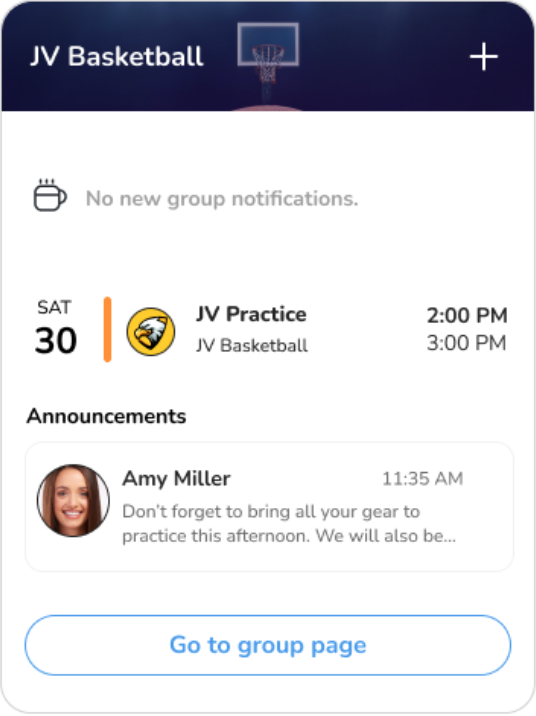 JV Basketball
No new group notifications.
SAT
30
JV Practice
JV Basketball
2:00 PM
3:00 PM
Announcements
Amy Miller
11:35 AM
Don't forget to bring all your gear to
practice this afternoon. We will also be...
Go to group page